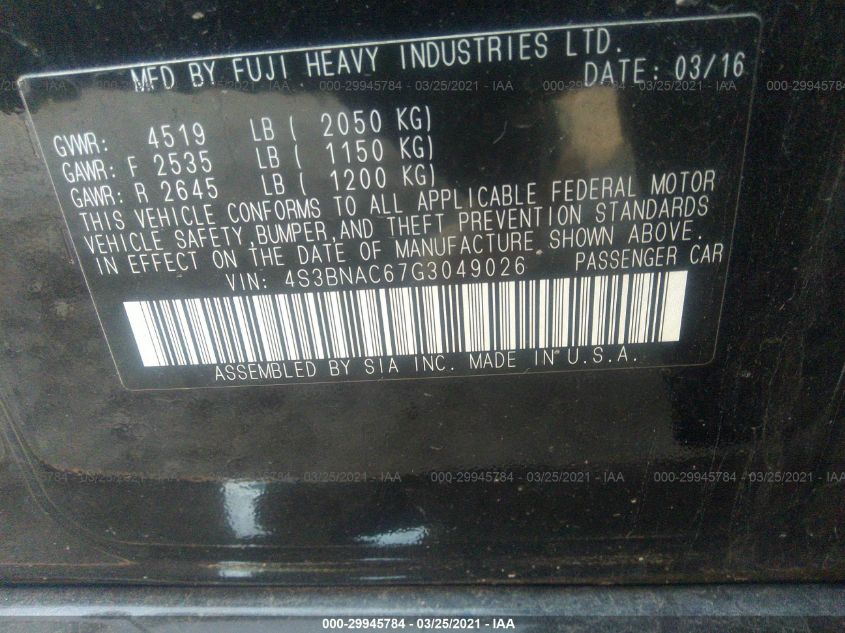 MFD BY FUJI HEAVY INDUSTRIES LTD.
DATE: 03/16
GVWR: 4519 LB ( 2050 KG)
GAWR: F 2535 LB ( 1150 KG)
GAWR: R 2645 LB ( 1200 KG)
THIS VEHICLE CONFORMS TO ALL APPLICABLE FEDERAL MOTOR
VEHICLE SAFETY,BUMPER,AND THEFT PREVENTION STANDARDS
IN EFFECT ON THE DATE OF MANUFACTURE SHOWN ABOVE.
VIN: 4S3BNAC67G3049026 PASSENGER CAR
ASSEMBLED BY SIA INC. MADE IN U.S.A.
000-29945784 - 03/25/2021 - IAA